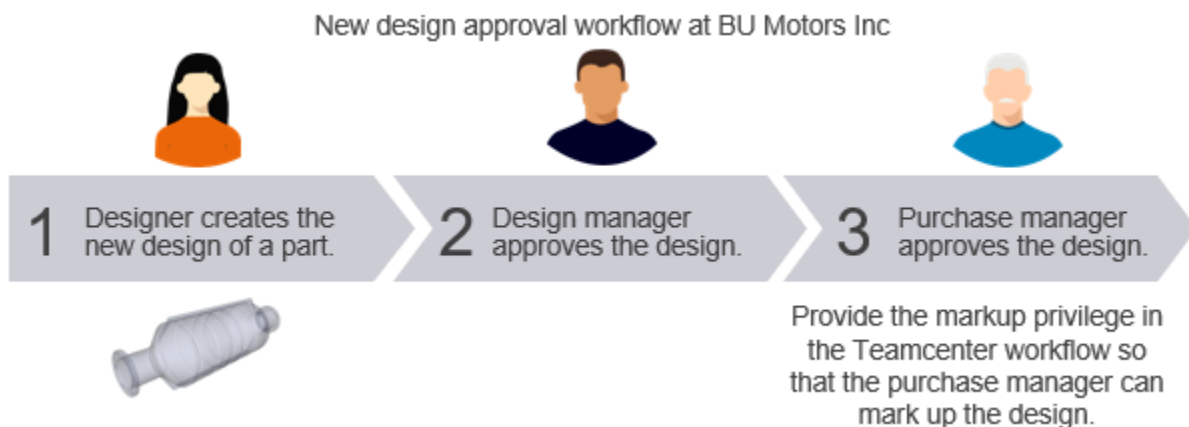 New design approval workflow at BU Motors Inc
1 Designer creates the
new design of a part.
2 Design manager
approves the design.
3 Purchase manager
approves the design.
Provide the markup privilege in
the Teamcenter workflow so
that the purchase manager can
mark up the design.